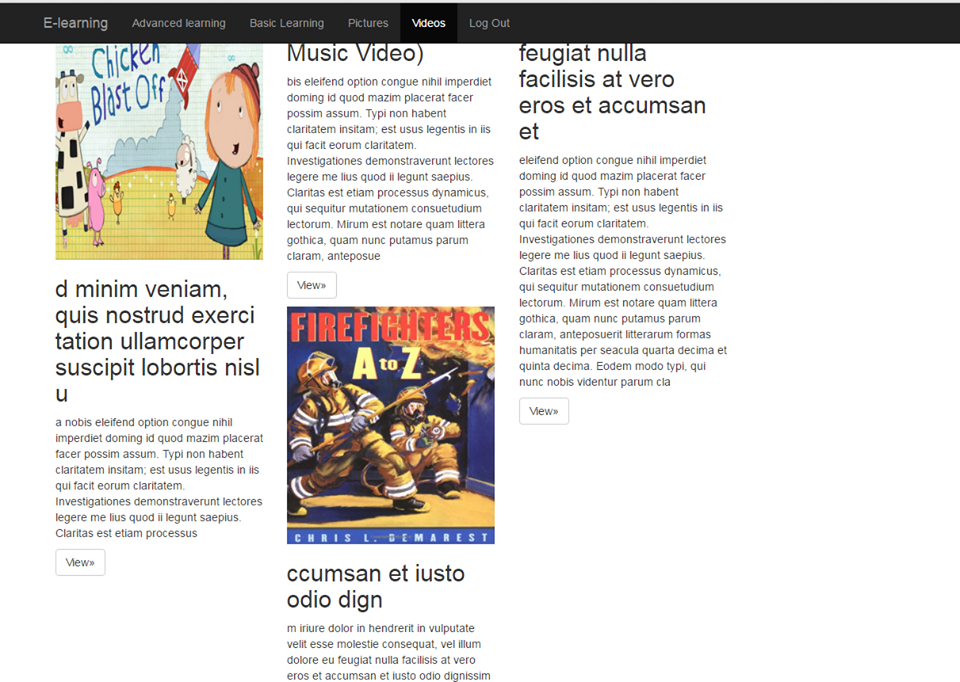 E-learning Advanced learning Basic Learning Pictures Videos Log Out
Chicken
Blast Off
d minim veniam,
quis nostrud exerci
tation ullamcorper
suscipit lobortis nisl
u
a nobis eleifend option congue nihil
imperdiet doming id quod mazim placerat
facer possim assum. Typi non habent
claritatem insitam; est usus legentis in iis
qui facit eorum claritatem.
Investigationes demonstraverunt lectores
legere me lius quod ii legunt saepius.
Claritas est etiam processus
View»
Music Video)
bis eleifend option congue nihil imperdiet
doming id quod mazim placerat facer
possim assum. Typi non habent
claritatem insitam; est usus legentis in iis
qui facit eorum claritatem.
Investigationes demonstraverunt lectores
legere me lius quod ii legunt saepius.
Claritas est etiam processus dynamicus,
qui sequitur mutationem consuetudium
lectorum. Mirum est notare quam littera
gothica, quam nunc putamus parum
claram, anteposue
View»
FIREFIGHTERS
A to Z
CHRIS L. DEMAREST
ccumsan et iusto
odio dign
m iriure dolor in hendrerit in vulputate
velit esse molestie consequat, vel illum
dolore eu feugiat nulla facilisis at vero
eros et accumsan et iusto odio dignissim
feugiat nulla
facilisis at vero
eros et accumsan
et
eleifend option congue nihil imperdiet
doming id quod mazim placerat facer
possim assum. Typi non habent
claritatem insitam; est usus legentis in iis
qui facit eorum claritatem.
Investigationes demonstraverunt lectores
legere me lius quod ii legunt saepius.
Claritas est etiam processus dynamicus,
qui sequitur mutationem consuetudium
lectorum. Mirum est notare quam littera
gothica, quam nunc putamus parum
claram, anteposuerit litterarum formas
humanitatis per seacula quarta decima et
quinta decima. Eodem modo typi, qui
nunc nobis videntur parum cla
View»